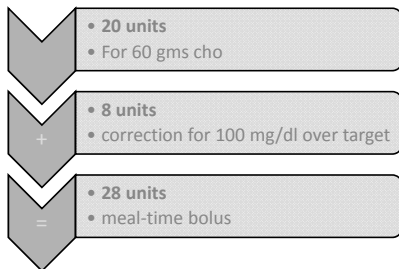 • 20 units
• For 60 gms cho
+
• 8 units
• correction for 100 mg/dl over target
=
• 28 units
• meal-time bolus